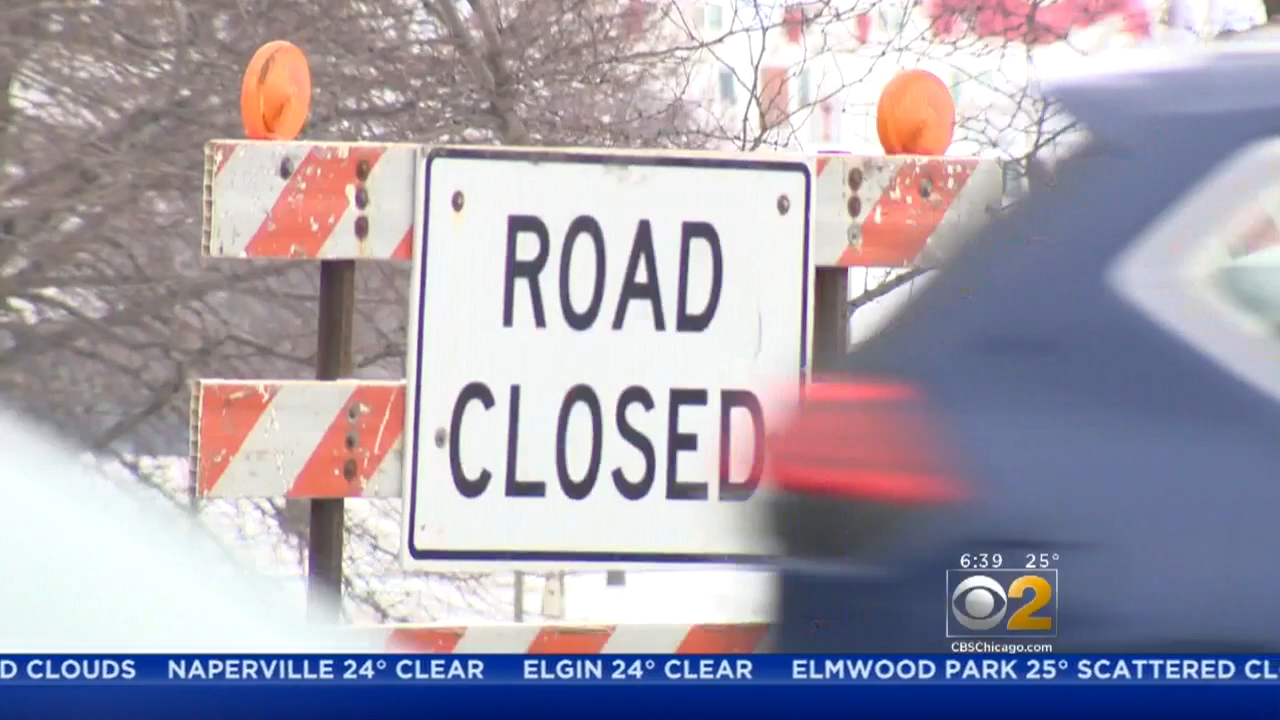 ROAD
CLOSED
6:39 25°
2
CBSChicago.com
D CLOUDS NAPERVILLE 24° CLEAR ELGIN 24° CLEAR ELMWOOD PARK 25° SCATTERED CL